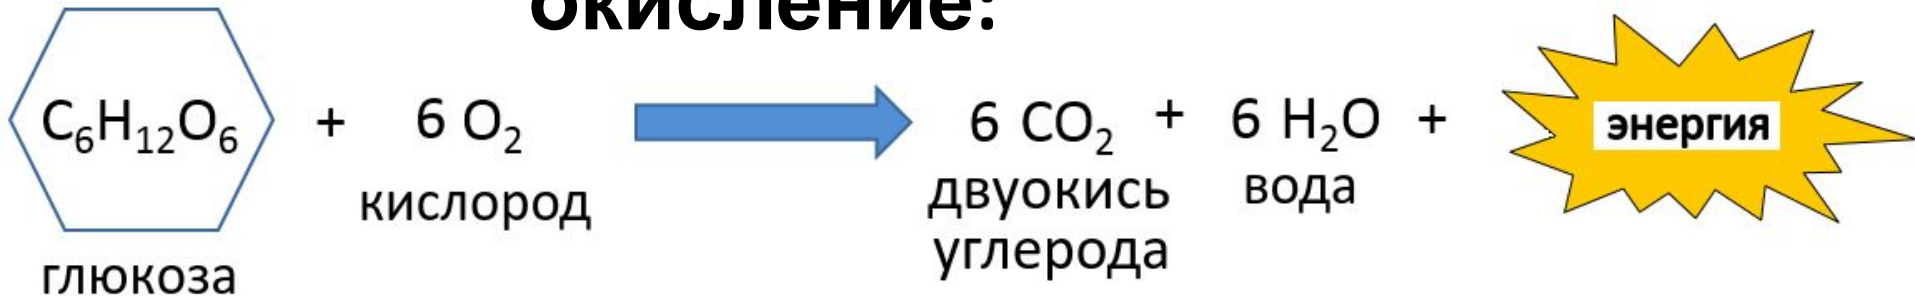 окисление:
C₆H₁₂O₆ + 6 O₂ 6 CO₂ + 6 H₂O + энергия
кислород двуокись вода
углерода
глюкоза